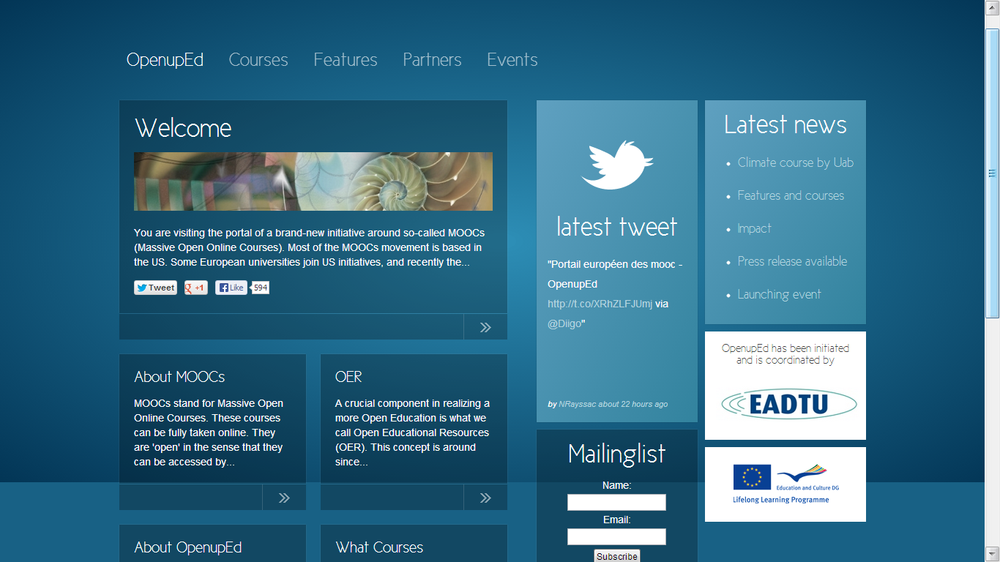 OpenupEd Courses Features Partners Events
Welcome
You are visiting the portal of a brand-new initiative around so-called MOOCs
(Massive Open Online Courses). Most of the MOOCs movement is based in
the US. Some European universities join US initiatives, and recently the...
Tweet +1 Like 594
»
About MOOCs
MOOCs stand for Massive Open
Online Courses. These courses
can be fully taken online. They
are 'open' in the sense that they
can be accessed by...
»
OER
A crucial component in realizing a
more Open Education is what we
call Open Educational Resources
(OER). This concept is around
since...
»
About OpenupEd
What Courses
latest tweet
"Portail européen des mooc -
OpenupEd
http://t.co/XRhZLFJUmj via
@Diigo"
by NRayssac about 22 hours ago
Mailinglist
Name:
Email:
Subscribe
Latest news
• Climate course by Uab
• Features and courses
• Impact
• Press release available
• Launching event
OpenupEd has been initiated
and is coordinated by
EADTU
Education and Culture DG
Lifelong Learning Programme